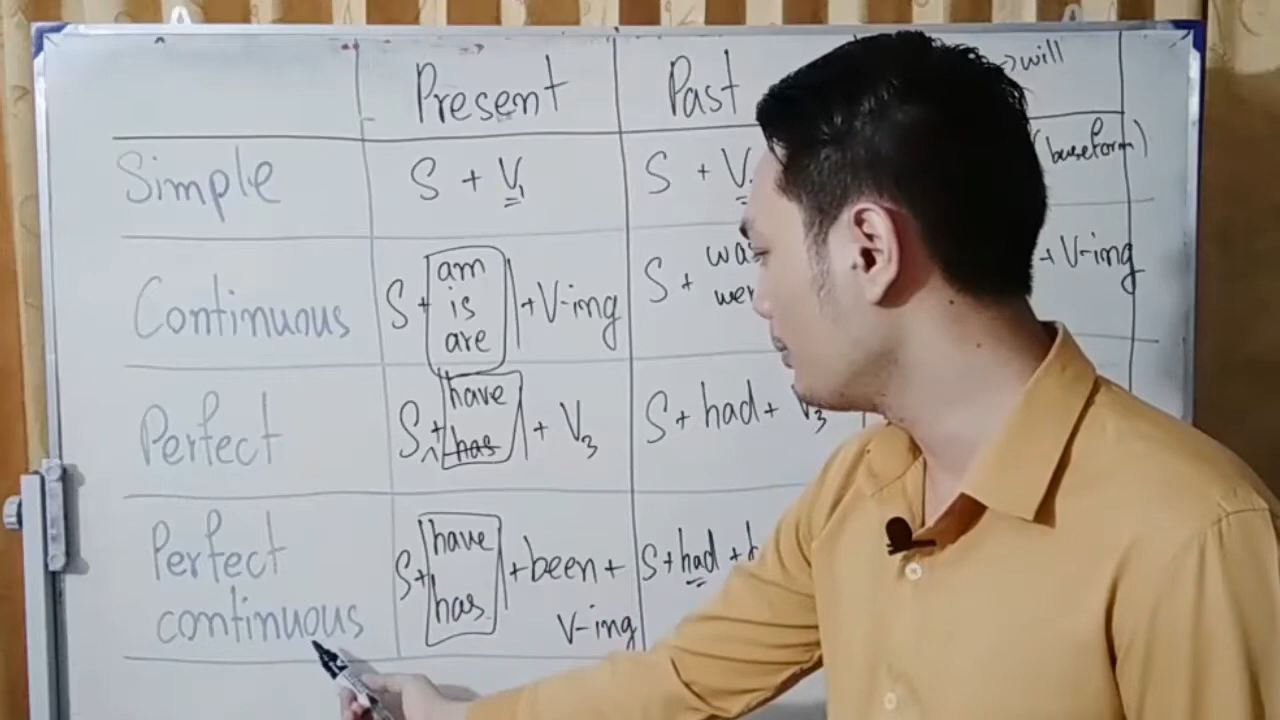 Present Past will
Simple S + V1 S + V (baseform)
Continuous S + am is are + V-ing S + + V-ing
Perfect S + have has + V3 S + had + V3
Perfect continuous S + have has + been + V-ing S + had +